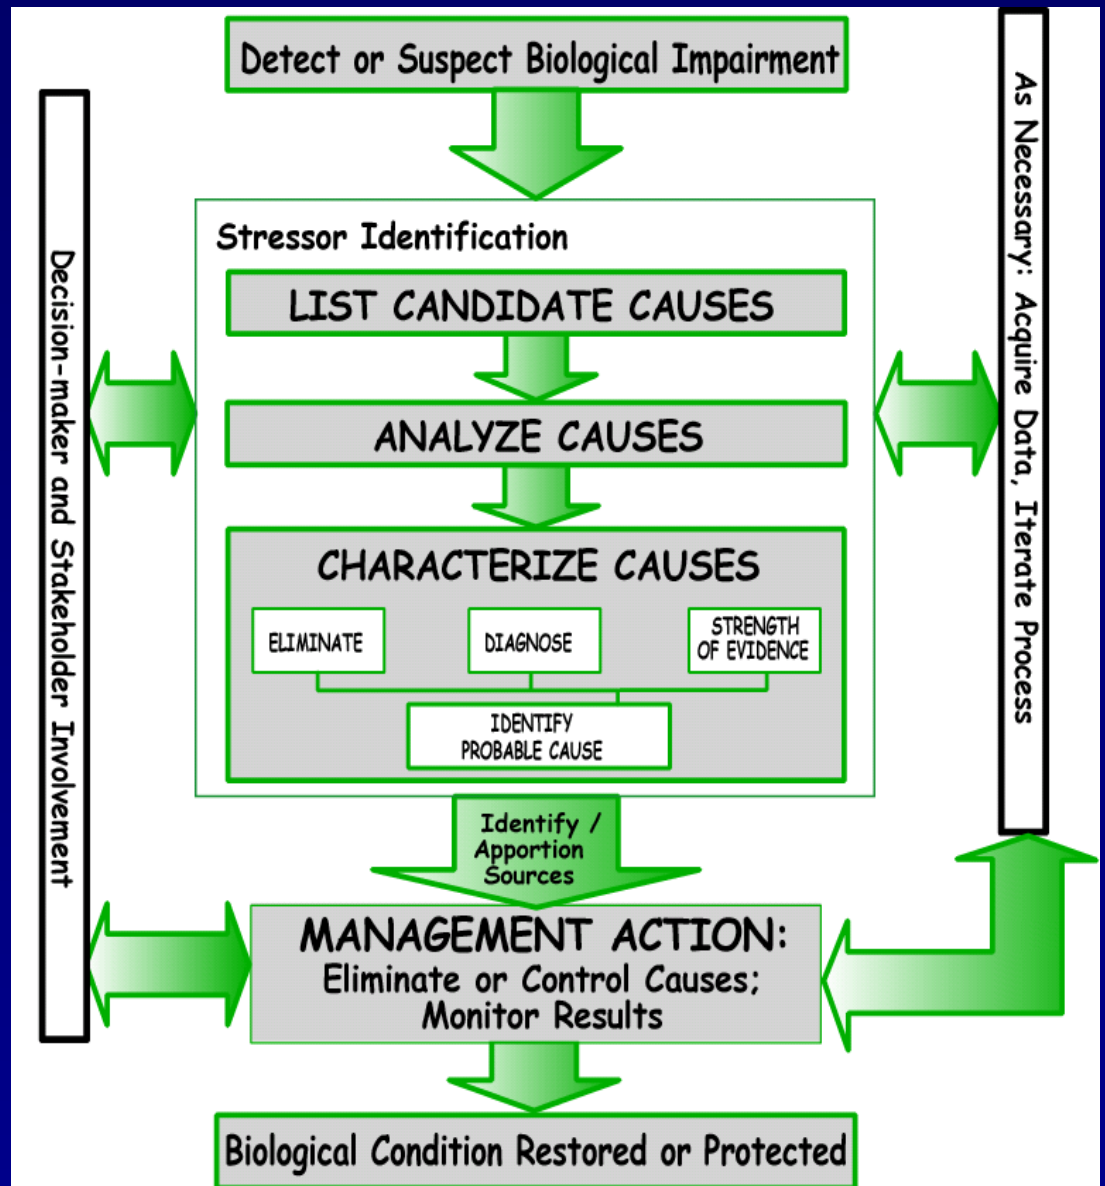 Detect or Suspect Biological Impairment
Stressor Identification
LIST CANDIDATE CAUSES
ANALYZE CAUSES
CHARACTERIZE CAUSES
ELIMINATE
DIAGNOSE
STRENGTH
OF EVIDENCE
IDENTIFY
PROBABLE CAUSE
Identify /
Apportion
Sources
MANAGEMENT ACTION:
Eliminate or Control Causes;
Monitor Results
Biological Condition Restored or Protected
Decision-maker and Stakeholder Involvement
As Necessary: Acquire Data, Iterate Process